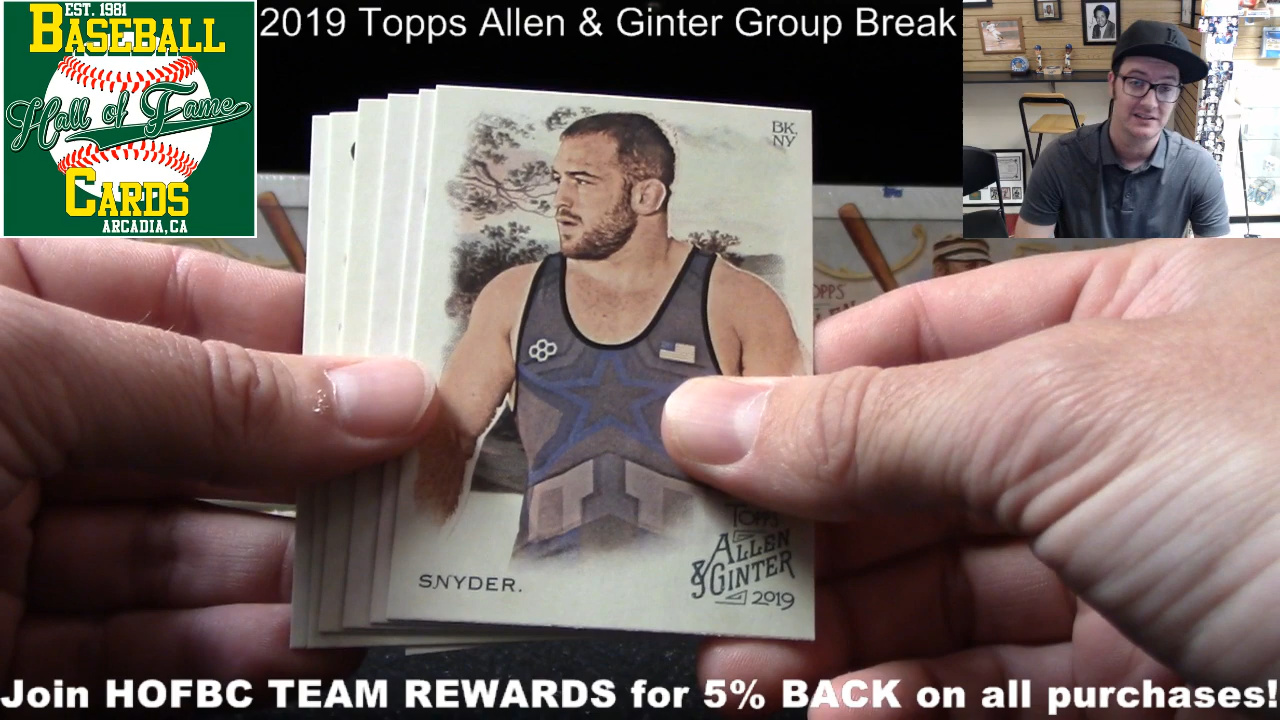 EST. 1981
BASEBALL
Hall of Fame
CARDS
ARCADIA, CA
2019 Topps Allen & Ginter Group Break
BK.
NY
SNYDER.
TOPPS
ALLEN
& GINTER
2019
Join HOFBC TEAM REWARDS for 5% BACK on all purchases!